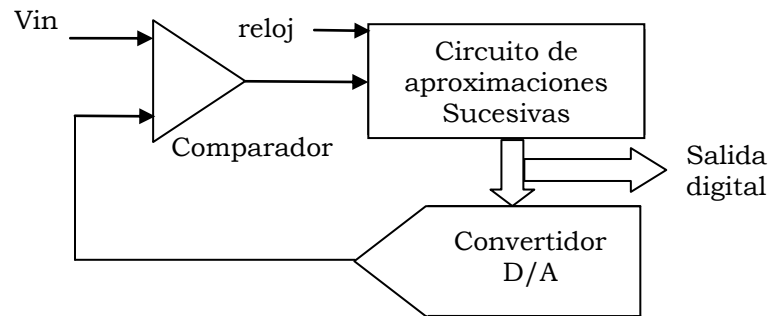 Vin
reloj
Circuito de
aproximaciones
Sucesivas
Comparador
Salida
digital
Convertidor
D/A